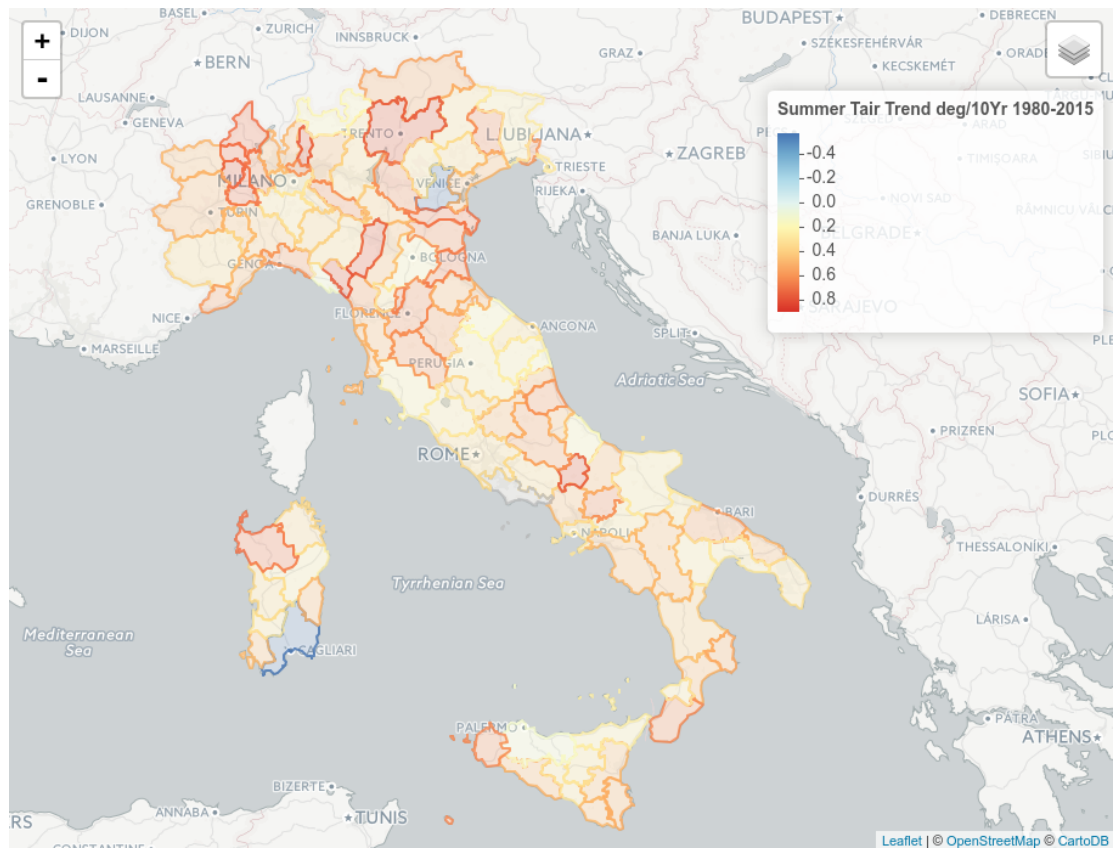 +
-
Summer Tair Trend deg/10Yr 1980-2015
-0.4
-0.2
0.0
0.2
0.4
0.6
0.8
BASEL
DIJON
ZURICH
INNSBRUCK
BUDAPEST
DEBRECEN
SZÉKESFEHÉRVÁR
GRAZ
BERN
KECSKEMÉT
LAUSANNE
GENEVA
TRENTO
LJUBLJANA
ZAGREB
SZEGED
ARAD
TIMIȘOARA
LYON
TRIESTE
MILANO
VENICE
RIJEKA
NOVI SAD
GRENOBLE
TURIN
BANJA LUKA
BELGRADE
GENOA
BOLOGNA
SARAJEVO
NICE
FLORENCE
ANCONA
SPLIT
MARSEILLE
PERUGIA
Adriatic Sea
SOFIA
PRIZREN
ROME
DURRËS
BARI
NAPOLI
THESSALONÍKI
Tyrrhenian Sea
LÁRISA
Mediterranean
Sea
CAGLIARI
PALERMO
PÁTRA
ATHENS
BIZERTE
ANNABA
TUNIS
CONSTANTINE
Leaflet | © OpenStreetMap © CartoDB